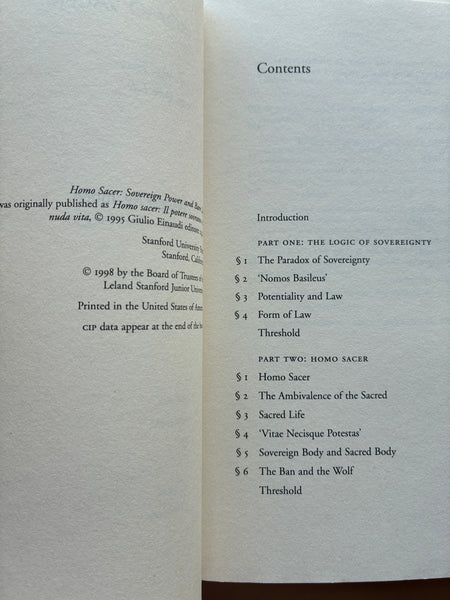 Homo Sacer: Sovereign Power and
was originally published as Homo sacer: Il potere
nuda vita, © 1995 Giulio Einaudi
Stanford University
Stanford,
© 1998 by the Board of Trustees
Leland Stanford Junior
Printed in the United States of
CIP data appear at the end of the
Contents
Introduction
PART ONE: THE LOGIC OF SOVEREIGNTY
§ 1 The Paradox of Sovereignty
§ 2 ‘Nomos Basileus’
§ 3 Potentiality and Law
§ 4 Form of Law
Threshold
PART TWO: HOMO SACER
§ 1 Homo Sacer
§ 2 The Ambivalence of the Sacred
§ 3 Sacred Life
§ 4 ‘Vitae Necisque Potestas’
§ 5 Sovereign Body and Sacred Body
§ 6 The Ban and the Wolf
Threshold